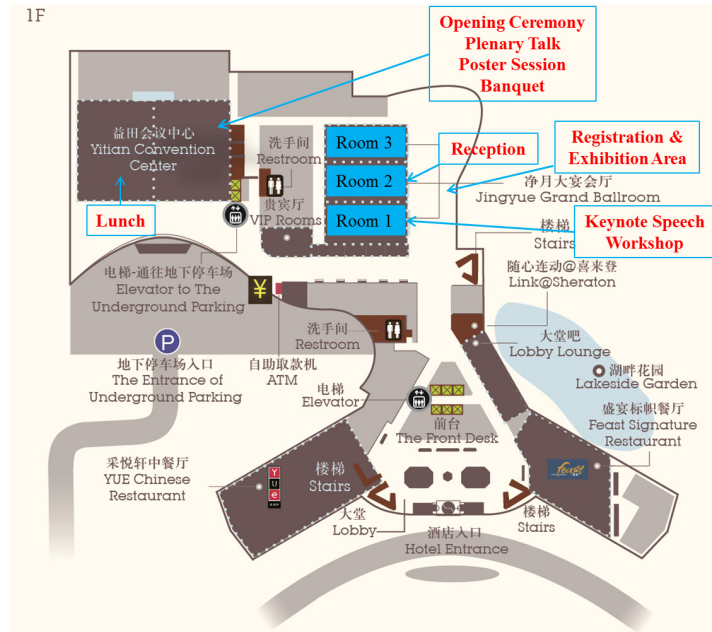 1F
Opening Ceremony
Plenary Talk
Poster Session
Banquet
益田会议中心
Yitian Convention
Center
洗手间
Restroom
Room 3
Room 2
Room 1
Reception
Registration &
Exhibition Area
净月大宴会厅
Jingyue Grand Ballroom
贵宾厅
VIP Rooms
Lunch
Keynote Speech
Workshop
楼梯
Stairs
电梯-通往地下停车场
Elevator to The
Underground Parking
¥
随心连动@喜来登
Link@Sheraton
洗手间
Restroom
大堂吧
Lobby Lounge
P
地下停车场入口
The Entrance of
Underground Parking
自助取款机
ATM
湖畔花园
Lakeside Garden
电梯
Elevator
前台
The Front Desk
盛宴标帜餐厅
Feast Signature
Restaurant
feast
采悦轩中餐厅
YUE Chinese
Restaurant
YUe
楼梯
Stairs
大堂
Lobby
酒店入口
Hotel Entrance
楼梯
Stairs